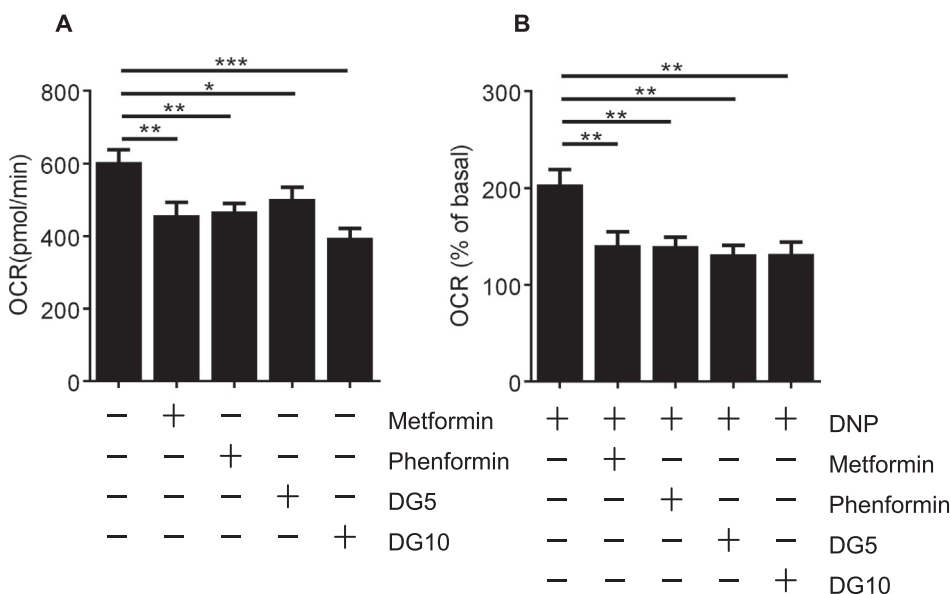 A
***
*
**
**
800
600
400
200
0
OCR(pmol/min)
− + − − − Metformin
− − + − − Phenformin
− − − + − DG5
− − − − + DG10
B
**
**
**
**
300
200
100
0
OCR (% of basal)
+ + + + + DNP
− + − − − Metformin
− − + − − Phenformin
− − − + − DG5
− − − − + DG10